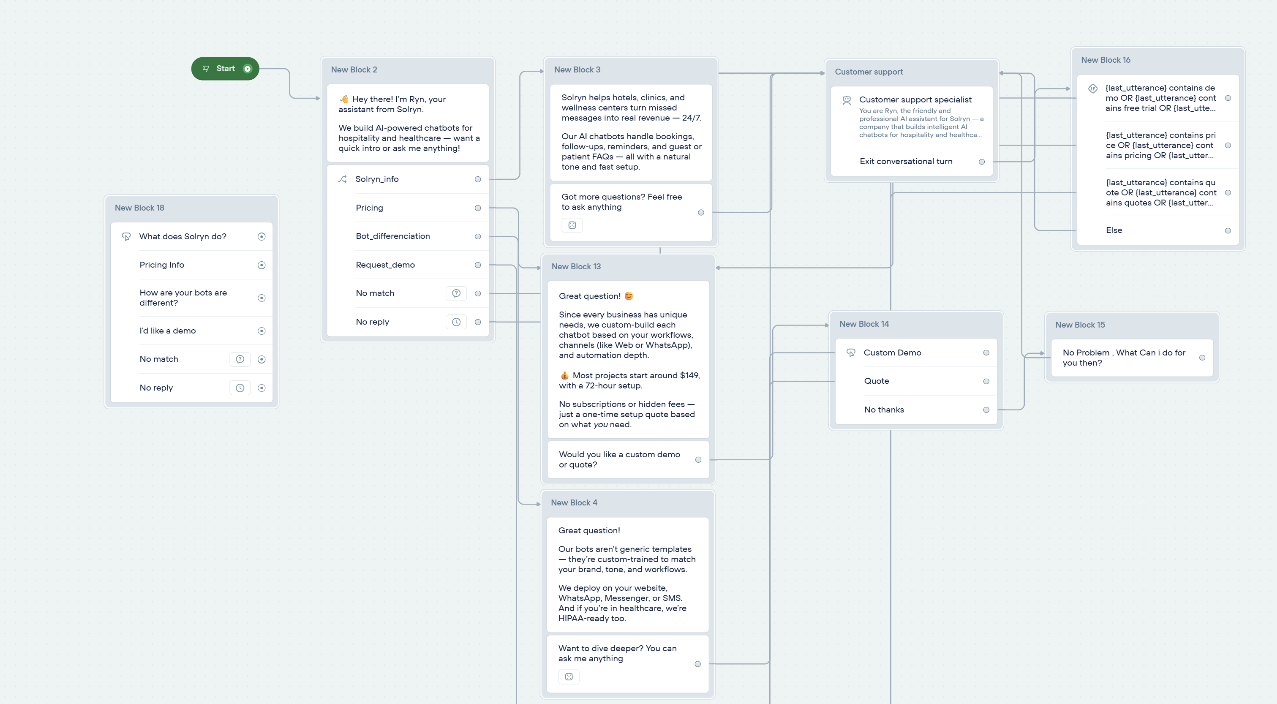 Start
New Block 2
👋 Hey there! I'm Ryn, your
assistant from Solryn.
We build AI-powered chatbots for
hospitality and healthcare — want a
quick intro or ask me anything!
Solryn_info
Pricing
Bot_differenciation
Request_demo
No match
No reply
New Block 18
What does Solryn do?
Pricing Info
How are your bots are
different?
I'd like a demo
No match
No reply
New Block 3
Solryn helps hotels, clinics, and
wellness centers turn missed
messages into real revenue — 24/7.
Our AI chatbots handle bookings,
follow-ups, reminders, and guest or
patient FAQs — all with a natural
tone and fast setup.
Got more questions? Feel free
to ask anything
New Block 13
Great question! 😊
Since every business has unique
needs, we custom-build each
chatbot based on your workflows,
channels (like Web or WhatsApp),
and automation depth.
💰 Most projects start around $149,
with a 72-hour setup.
No subscriptions or hidden fees —
just a one-time setup quote based
on what you need.
Would you like a custom demo
or quote?
New Block 4
Great question!
Our bots aren't generic templates
— they're custom-trained to match
your brand, tone, and workflows.
We deploy on your website,
WhatsApp, Messenger, or SMS.
And if you're in healthcare, we're
HIPAA-ready too.
Want to dive deeper? You can
ask me anything
Customer support
Customer support specialist
You are Ryn, the friendly and
professional AI assistant for Solryn — a
company that builds intelligent AI
chatbots for hospitality and healthca...
Exit conversational turn
New Block 14
Custom Demo
Quote
No thanks
New Block 16
{last_utterance} contains de
mo OR {last_utterance} cont
ains free trial OR {last_utte...
{last_utterance} contains pri
ce OR {last_utterance} cont
ains pricing OR {last_utter...
{last_utterance} contains qu
ote OR {last_utterance} cont
ains quotes OR {last_utter...
Else
New Block 15
No Problem , What Can i do for
you then?